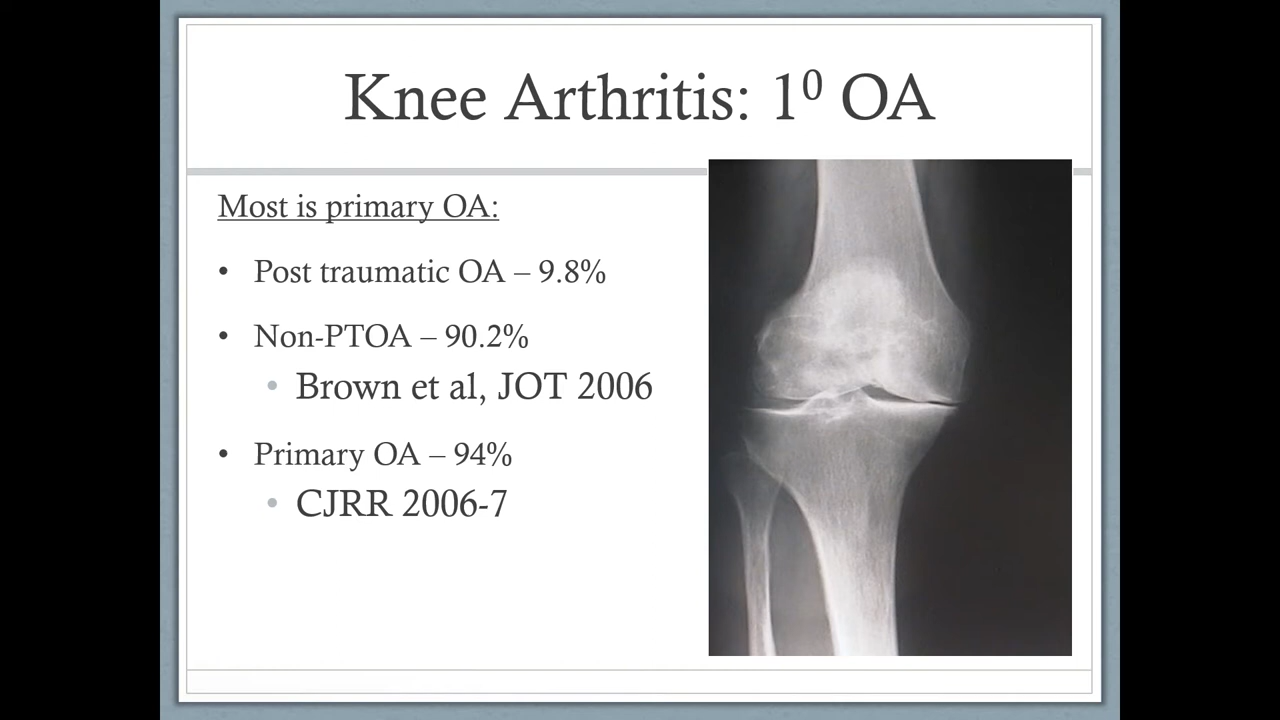 Knee Arthritis: 1⁰ OA
Most is primary OA:
• Post traumatic OA – 9.8%
• Non-PTOA – 90.2%
• Brown et al, JOT 2006
• Primary OA – 94%
• CJRR 2006-7